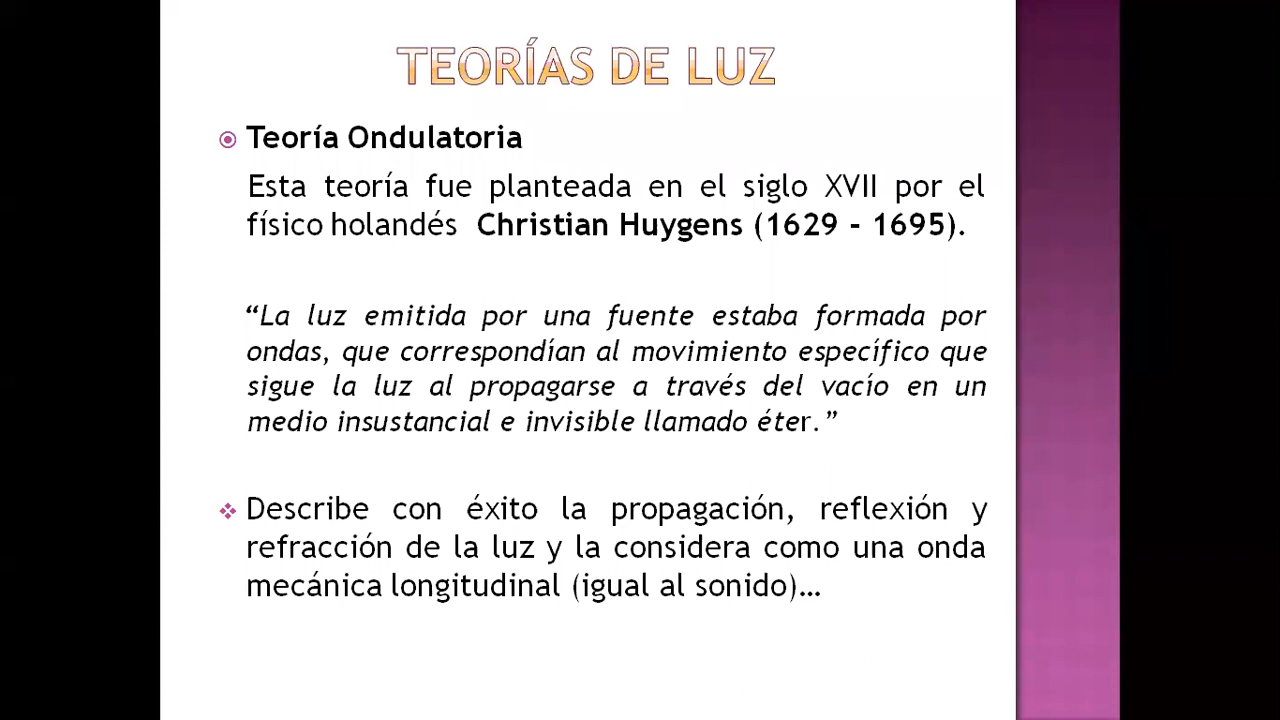 TEORÍAS DE LUZ
Teoría Ondulatoria
Esta teoría fue planteada en el siglo XVII por el
físico holandés Christian Huygens (1629 - 1695).
“La luz emitida por una fuente estaba formada por
ondas, que correspondían al movimiento específico que
sigue la luz al propagarse a través del vacío en un
medio insustancial e invisible llamado éter.”
Describe con éxito la propagación, reflexión y
refracción de la luz y la considera como una onda
mecánica longitudinal (igual al sonido)…